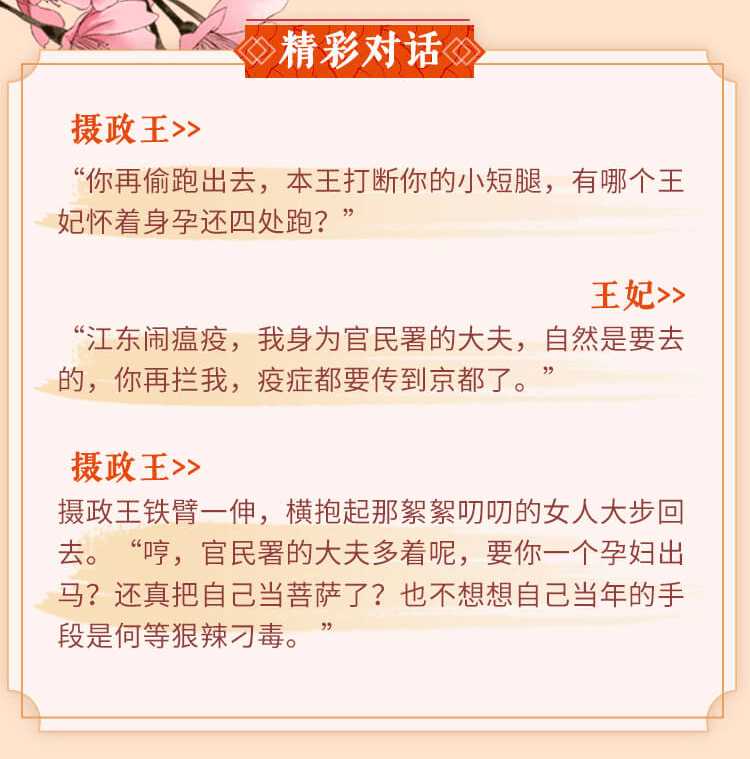 精彩对话
摄政王>>
“你再偷跑出去，本王打断你的小短腿，有哪个王
妃怀着身孕还四处跑？”
王妃>>
“江东闹瘟疫，我身为官民署的大夫，自然是要去
的，你再拦我，疫症都要传到京都了。”
摄政王>>
摄政王铁臂一伸，横抱起那絮絮叨叨的女人大步回
去。“哼，官民署的大夫多着呢，要你一个孕妇出
马？还真把自己当菩萨了？也不想想自己当年的手
段是何等狠辣刁毒。”